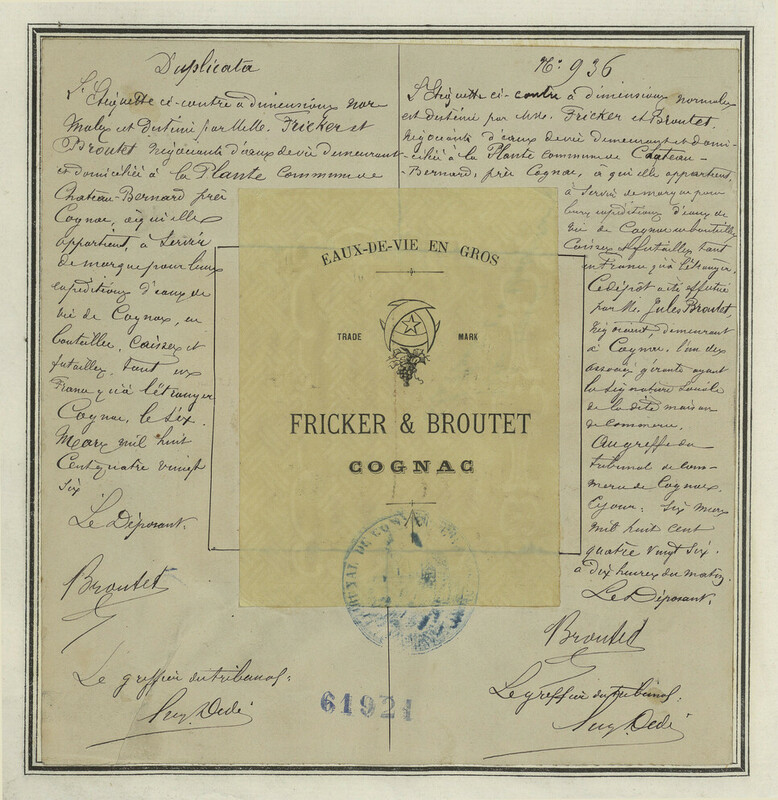 Duplicata
L'Etiquette ci-contre a dimensions nor
males est destiné par MM. Fricker et
Broutet Négociants d'eaux de vie demeurant
et domiciliés à la Plante Commune de
Chateau-Bernard près
Cognac, à qui elle
appartient, à servir
de marque pour leurs
expéditions d'eaux de
vie de Cognac, en
bouteilles, caisses et
futailles, tant en
France qu'à l'étranger
Cognac, le six
Mars mil huit
Cent quatre vingt
six
Le Déposant.
Broutet
Le greffier du tribunal:
N: 936
L'Etiquette ci-contre a dimensions normales
est destiné par MM. Fricker et Broutet.
Négociants d'eaux de vie demeurant et domi-
ciliés à la Plante commune de Chateau-
Bernard, près Cognac, à qui elle appartient,
à servir de marque pour
leurs expéditions d'eaux de
vie de Cognac en bouteilles
Caisses et futailles tant
en France qu'à l'étranger.
Ce dépôt a été effectué
par M. Jules Broutet,
Négociant, demeurant
à Cognac, l'un des
associés gérants ayant
la signature sociale
de la dite maison
de Commerce.
Au greffe du
tribunal de Com-
merce de Cognac.
Ce jour: Six Mars
mil huit cent
quatre vingt six.
à dix heures du matin.
Le Déposant.
Broutet
Le greffier du tribunal:
EAUX-DE-VIE EN GROS
TRADE MARK
FRICKER & BROUTET
COGNAC
61921